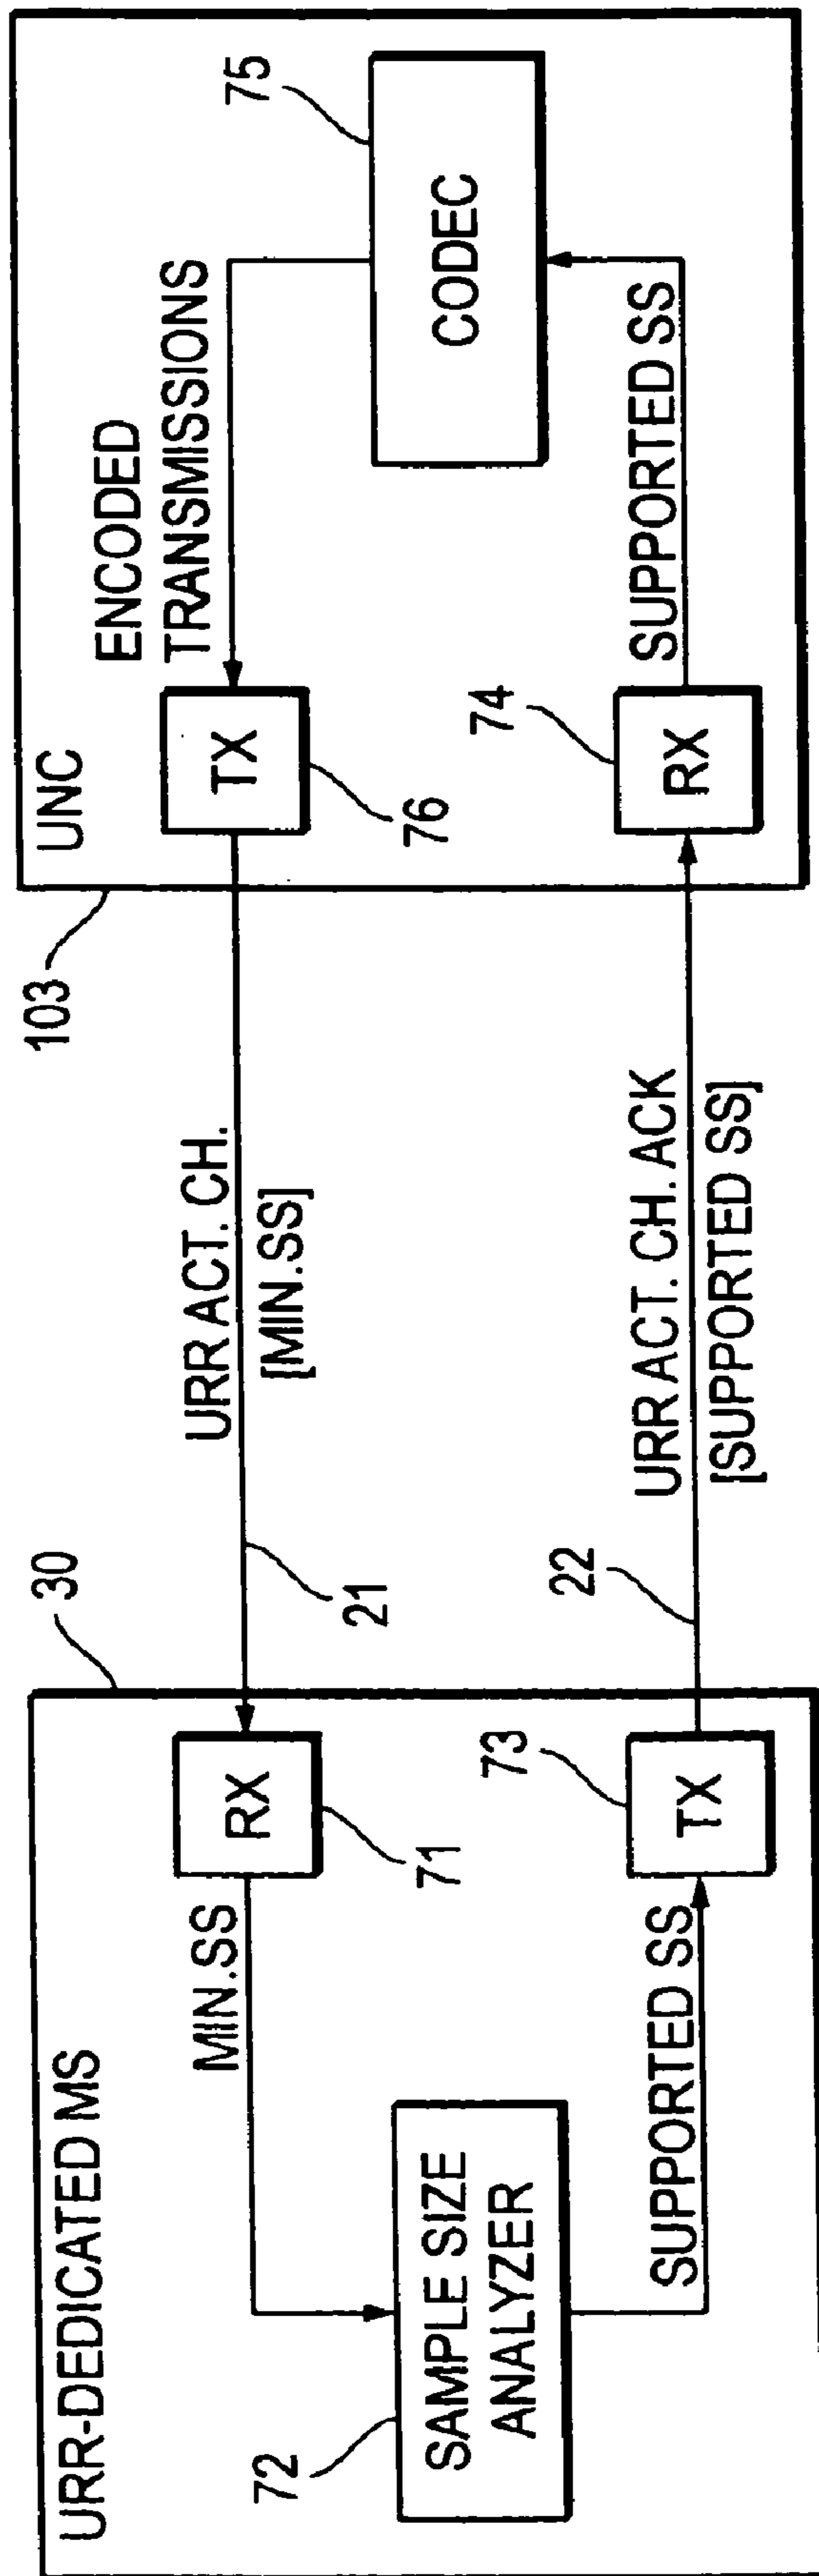 URR-DEDICATED MS
30
RX
71
MIN.SS
72
SAMPLE SIZE
ANALYZER
SUPPORTED SS
73
TX
URR ACT. CH.
[MIN.SS]
21
22
URR ACT. CH. ACK
[SUPPORTED SS]
103
UNC
TX
76
ENCODED
TRANSMISSIONS
75
CODEC
74
RX
SUPPORTED SS